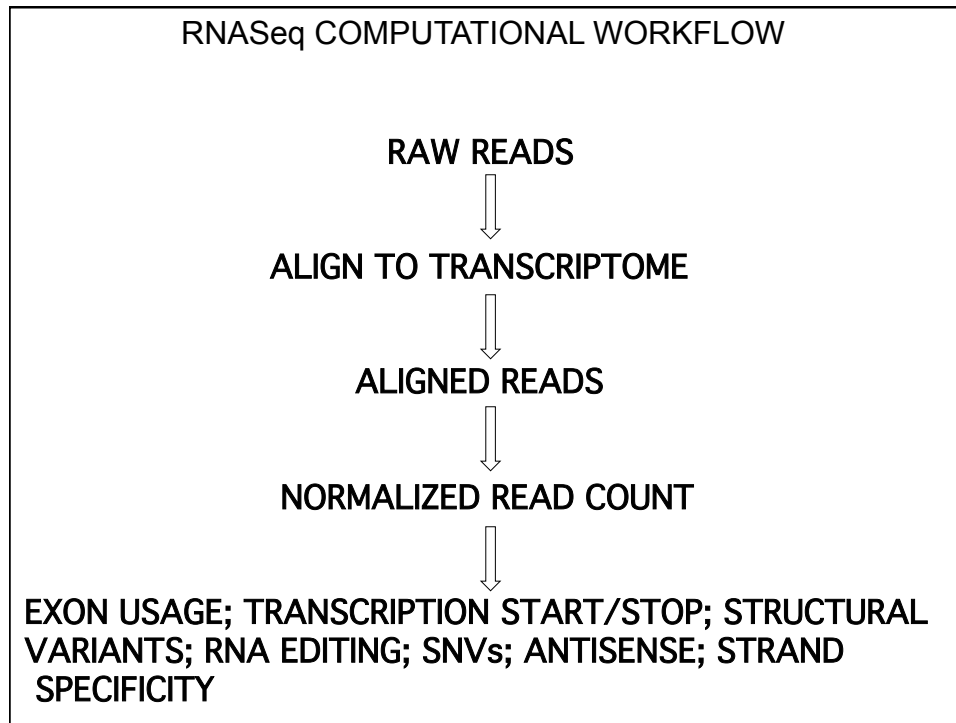 RNASeq COMPUTATIONAL WORKFLOW
RAW READS
ALIGN TO TRANSCRIPTOME
ALIGNED READS
NORMALIZED READ COUNT
EXON USAGE; TRANSCRIPTION START/STOP; STRUCTURAL
VARIANTS; RNA EDITING; SNVs; ANTISENSE; STRAND
SPECIFICITY